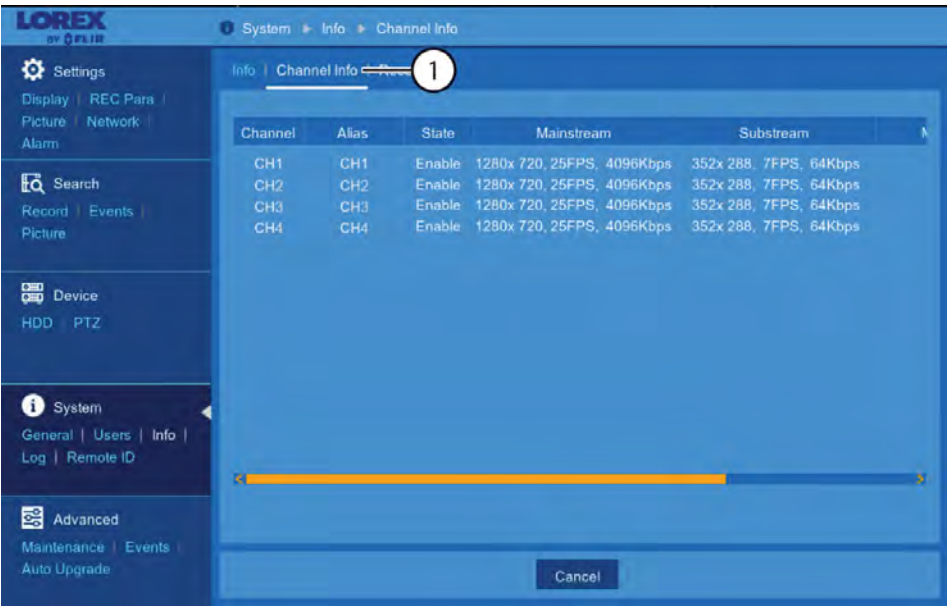 LOREX
BY FLIR
System Info Channel Info
Settings
Display | REC Para |
Picture | Network |
Alarm
Search
Record | Events |
Picture
Device
HDD | PTZ
System
General | Users | Info |
Log | Remote ID
Advanced
Maintenance | Events |
Auto Upgrade
Info | Channel Info
1
Channel Alias State Mainstream Substream
CH1 CH1 Enable 1280x 720, 25FPS, 4096Kbps 352x 288, 7FPS, 64Kbps
CH2 CH2 Enable 1280x 720, 25FPS, 4096Kbps 352x 288, 7FPS, 64Kbps
CH3 CH3 Enable 1280x 720, 25FPS, 4096Kbps 352x 288, 7FPS, 64Kbps
CH4 CH4 Enable 1280x 720, 25FPS, 4096Kbps 352x 288, 7FPS, 64Kbps
Cancel